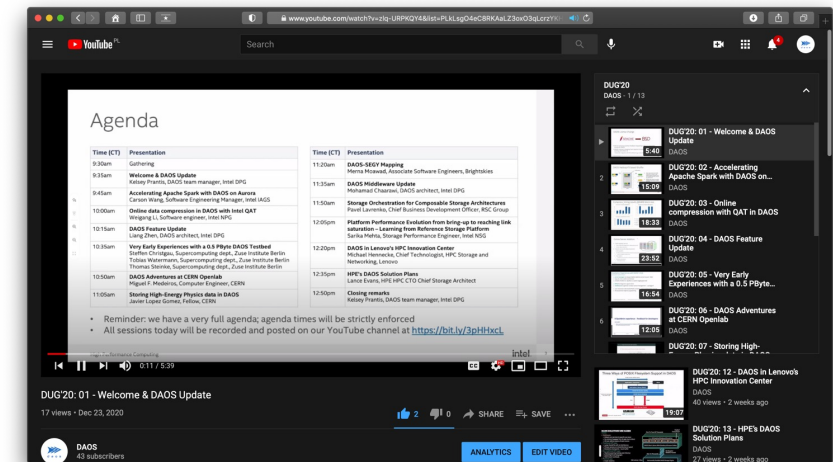 www.youtube.com/watch?v=zlq-URPKQY4&list=PLkLsgO4eC8RKAaLZ3oxO3qLcrzYK
YouTube PL
Search
4
Agenda
Time (CT) Presentation
9:30am Gathering
9:35am Welcome & DAOS Update
Kelsey Prantis, DAOS team manager, Intel DPG
9:45am Accelerating Apache Spark with DAOS on Aurora
Carson Wang, Software Engineering Manager, Intel IAGS
10:00am Online data compression in DAOS with Intel QAT
Weigang Li, Software engineer, Intel NPG
10:15am DAOS Feature Update
Liang Zhen, DAOS architect, Intel DPG
10:35am Very Early Experiences with a 0.5 PByte DAOS Testbed
Steffen Christgau, Supercomputing dept., Zuse Institute Berlin
Tobias Watermann, Supercomputing dept., Zuse Institute Berlin
Thomas Steinke, Supercomputing dept., Zuse Institute Berlin
10:50am DAOS Adventures at CERN Openlab
Miguel F. Medeiros, Computer Engineer, CERN
11:05am Storing High-Energy Physics data in DAOS
Javier Lopez Gomez, Fellow, CERN
Time (CT) Presentation
11:20am DAOS-SEGY Mapping
Merna Moawad, Associate Software Engineers, Brightskies
11:35am DAOS Middleware Update
Mohamad Chaarawi, DAOS architect, Intel DPG
11:50am Storage Orchestration for Composable Storage Architectures
Pavel Lavrenko, Chief Business Development Officer, RSC Group
12:05pm Platform Performance Evolution from bring-up to reaching link
saturation – Learning from Reference Storage Platform
Sarika Mehta, Storage Performance Engineer, Intel NSG
12:20pm DAOS in Lenovo's HPC Innovation Center
Michael Hennecke, Chief Technologist, HPC Storage and
Networking, Lenovo
12:35pm HPE's DAOS Solution Plans
Lance Evans, HPE HPC CTO Chief Storage Architect
12:50pm Closing remarks
Kelsey Prantis, DAOS team manager, Intel DPG
• Reminder: we have a very full agenda; agenda times will be strictly enforced
• All sessions today will be recorded and posted on our YouTube channel at https://bit.ly/3pHHxcL
High Performance Computing
intel
0:11 / 5:39
CC
HD
DUG'20: 01 - Welcome & DAOS Update
17 views • Dec 23, 2020
2 0 SHARE SAVE
DAOS
43 subscribers
ANALYTICS EDIT VIDEO
DUG'20
DAOS - 1 / 13
5:40
DUG'20: 01 - Welcome & DAOS
Update
DAOS
2
15:09
DUG'20: 02 - Accelerating
Apache Spark with DAOS on...
DAOS
3
18:33
DUG'20: 03 - Online
compression with QAT in DAOS
DAOS
4
23:52
DUG'20: 04 - DAOS Feature
Update
DAOS
5
16:54
DUG'20: 05 - Very Early
Experiences with a 0.5 PByte...
DAOS
6
12:05
DUG'20: 06 - DAOS Adventures
at CERN Openlab
DAOS
DUG'20: 07 - Storing High-
19:07
DUG'20: 12 - DAOS in Lenovo's
HPC Innovation Center
DAOS
40 views • 2 weeks ago
DUG'20: 13 - HPE's DAOS
Solution Plans
DAOS
27 views • 2 weeks ago